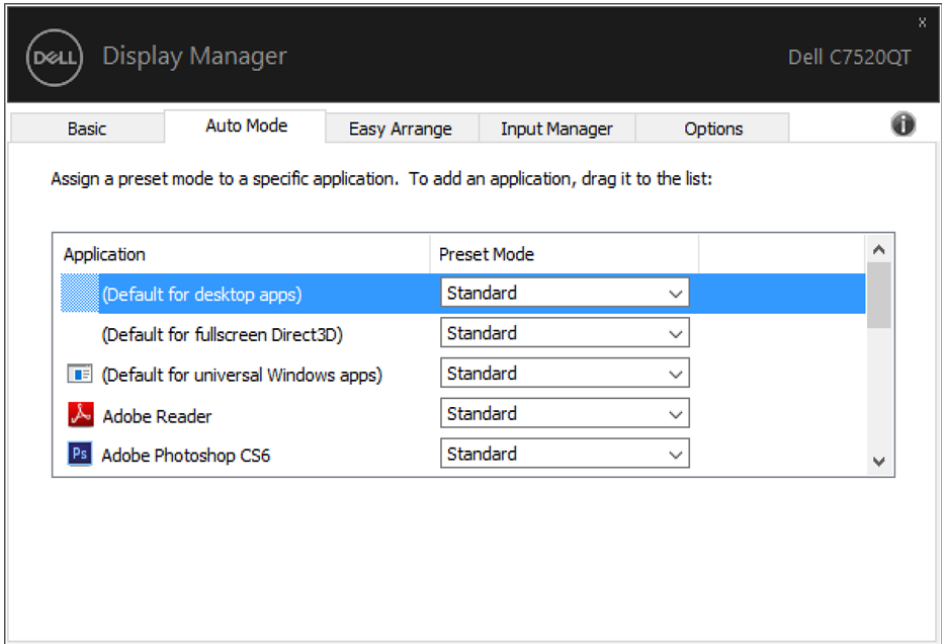 x
DELL Display Manager Dell C7520QT
Basic Auto Mode Easy Arrange Input Manager Options i
Assign a preset mode to a specific application. To add an application, drag it to the list:
Application Preset Mode
(Default for desktop apps) Standard
(Default for fullscreen Direct3D) Standard
(Default for universal Windows apps) Standard
Adobe Reader Standard
Ps Adobe Photoshop CS6 Standard